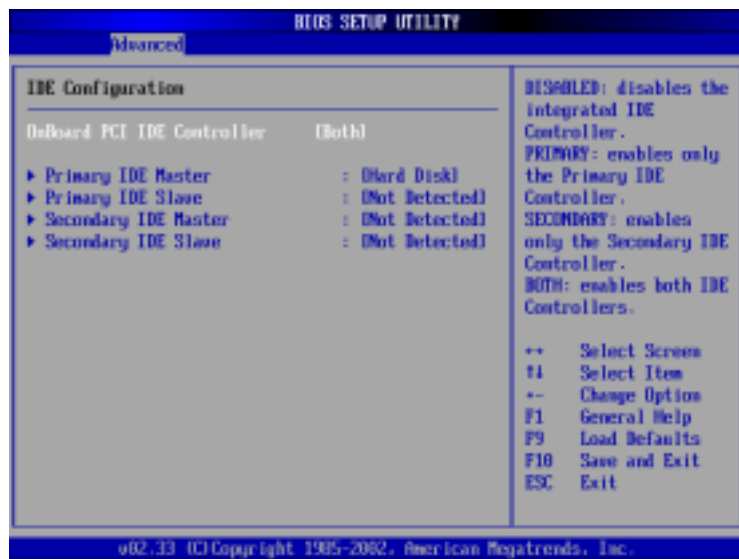 BIOS SETUP UTILITY
Advanced
IDE Configuration
OnBoard PCI IDE Controller [Both]
▸ Primary IDE Master : [Hard Disk]
▸ Primary IDE Slave : [Not Detected]
▸ Secondary IDE Master : [Not Detected]
▸ Secondary IDE Slave : [Not Detected]
DISABLED: disables the
integrated IDE
Controller.
PRIMARY: enables only
the Primary IDE
Controller.
SECONDARY: enables
only the Secondary IDE
Controller.
BOTH: enables both IDE
Controllers.
↔ Select Screen
↑↓ Select Item
+- Change Option
F1 General Help
F9 Load Defaults
F10 Save and Exit
ESC Exit
v02.33 (C)Copyright 1985-2002, American Megatrends, Inc.